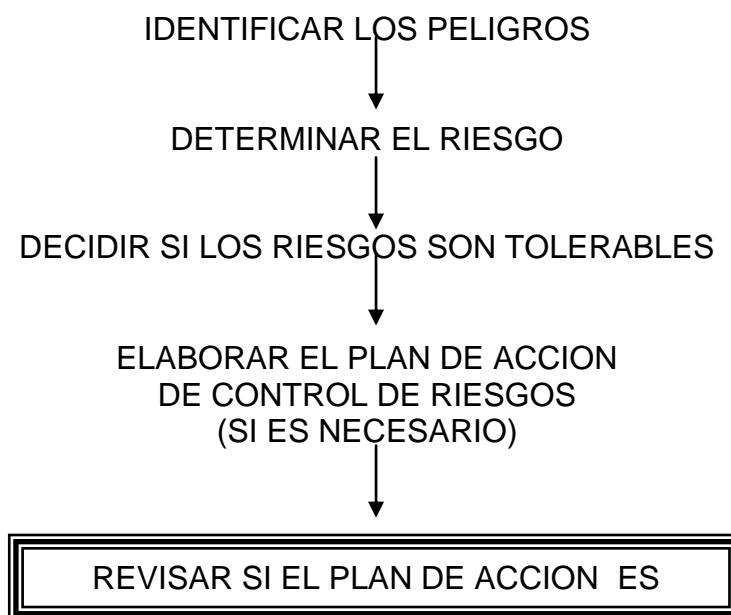 IDENTIFICAR LOS PELIGROS
DETERMINAR EL RIESGO
DECIDIR SI LOS RIESGOS SON TOLERABLES
ELABORAR EL PLAN DE ACCION
DE CONTROL DE RIESGOS
(SI ES NECESARIO)
REVISAR SI EL PLAN DE ACCION ES